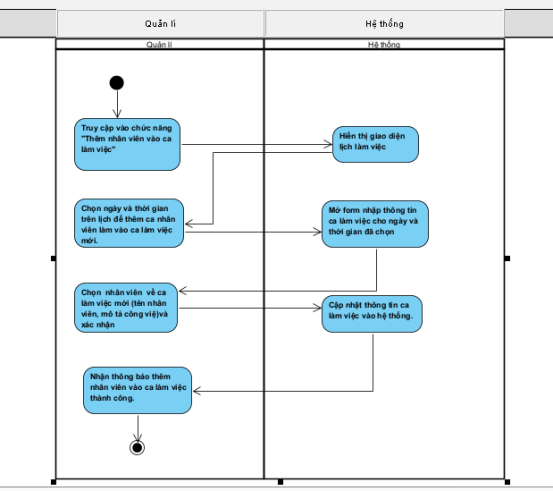 Quản lí
Hệ thống
Quản lí
Hệ thống
Truy cập vào chức năng
"Thêm nhân viên vào ca
làm việc"
Hiển thị giao diện
lịch làm việc
Chọn ngày và thời gian
trên lịch để thêm ca nhân
viên làm vào ca làm việc
mới.
Mở form nhập thông tin
ca làm việc cho ngày và
thời gian đã chọn
Chọn nhân viên về ca
làm việc mới (tên nhân
viên, mô tả công việ)và
xác nhận
Cập nhật thông tin ca
làm việc vào hệ thống.
Nhận thông báo thêm
nhân viên vào ca làm việc
thành công.